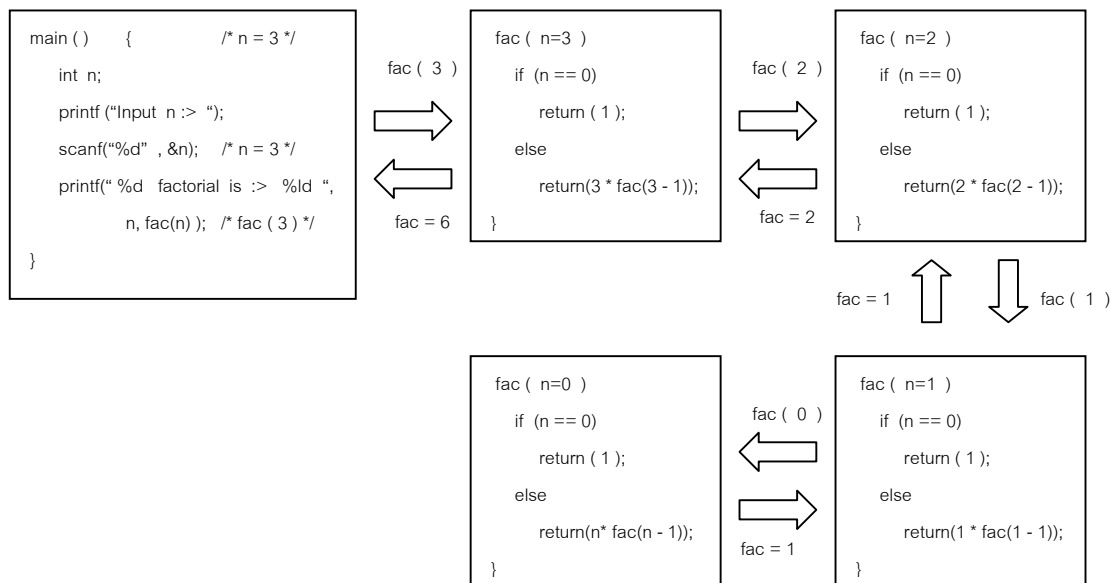 main ( ) { /* n = 3 */
int n;
printf (“Input n :> “);
scanf(“%d” , &n); /* n = 3 */
printf(“ %d factorial is :> %ld “,
n, fac(n) ); /* fac ( 3 ) */
}
fac ( 3 )
fac = 6
fac ( n=3 )
if (n == 0)
return ( 1 );
else
return(3 * fac(3 - 1));
}
fac ( 2 )
fac = 2
fac ( n=2 )
if (n == 0)
return ( 1 );
else
return(2 * fac(2 - 1));
}
fac = 1
fac ( 1 )
fac ( n=0 )
if (n == 0)
return ( 1 );
else
return(n* fac(n - 1));
}
fac ( 0 )
fac = 1
fac ( n=1 )
if (n == 0)
return ( 1 );
else
return(1 * fac(1 - 1));
}